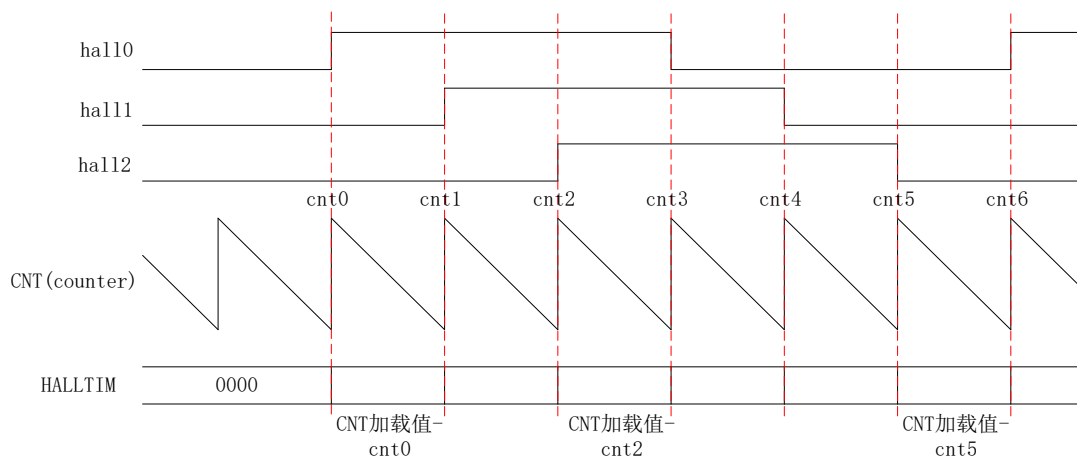 hall0
hall1
hall2
cnt0 cnt1 cnt2 cnt3 cnt4 cnt5 cnt6
CNT(counter)
HALLTIM 0000
CNT加载值- CNT加载值- CNT加载值-
cnt0 cnt2 cnt5